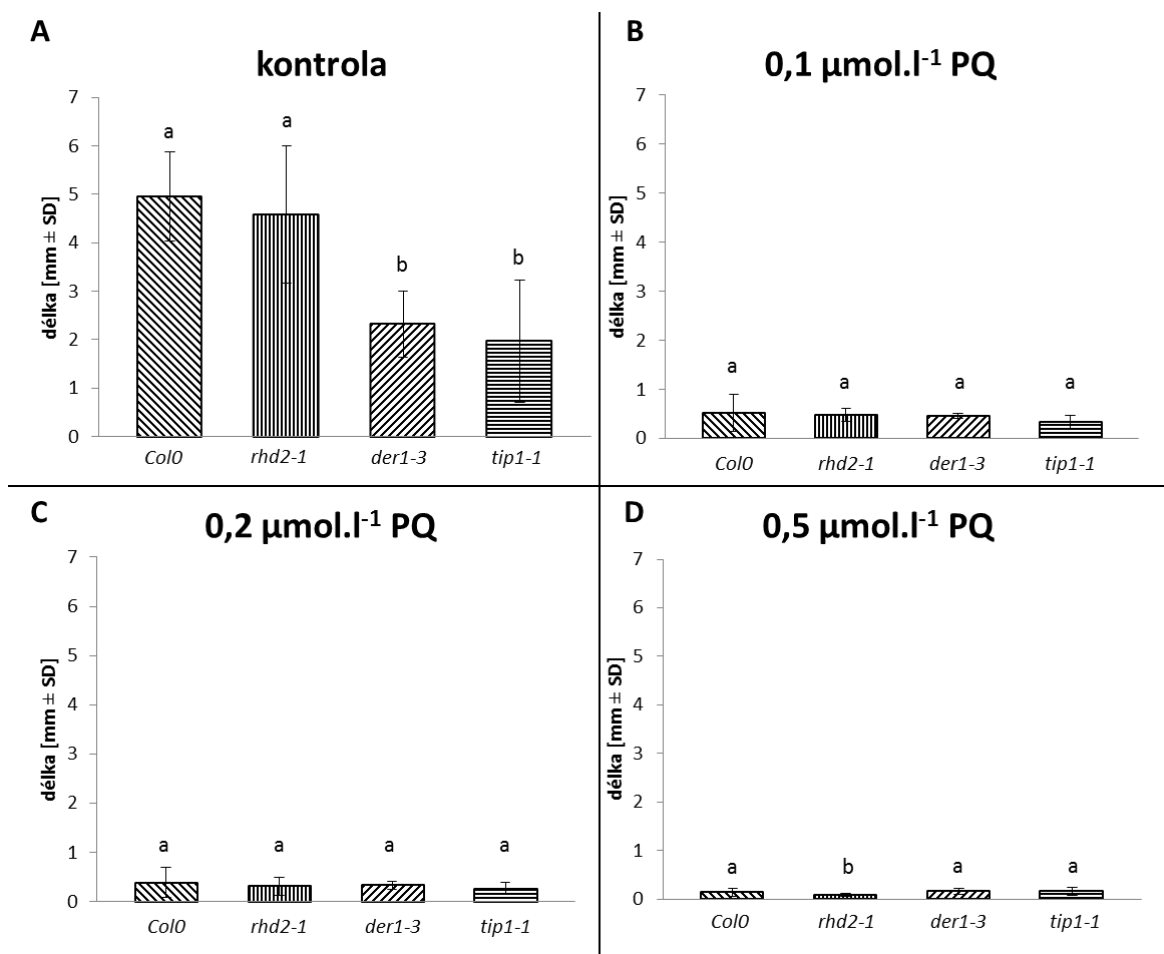 A
kontrola
délka [mm ± SD]
7
6
5
4
3
2
1
0
a
a
b
b
Col0
rhd2-1
der1-3
tip1-1
B
0,1 µmol.l⁻¹ PQ
délka [mm ± SD]
7
6
5
4
3
2
1
0
a
a
a
a
Col0
rhd2-1
der1-3
tip1-1
C
0,2 µmol.l⁻¹ PQ
délka [mm ± SD]
7
6
5
4
3
2
1
0
a
a
a
a
Col0
rhd2-1
der1-3
tip1-1
D
0,5 µmol.l⁻¹ PQ
délka [mm ± SD]
7
6
5
4
3
2
1
0
a
b
a
a
Col0
rhd2-1
der1-3
tip1-1